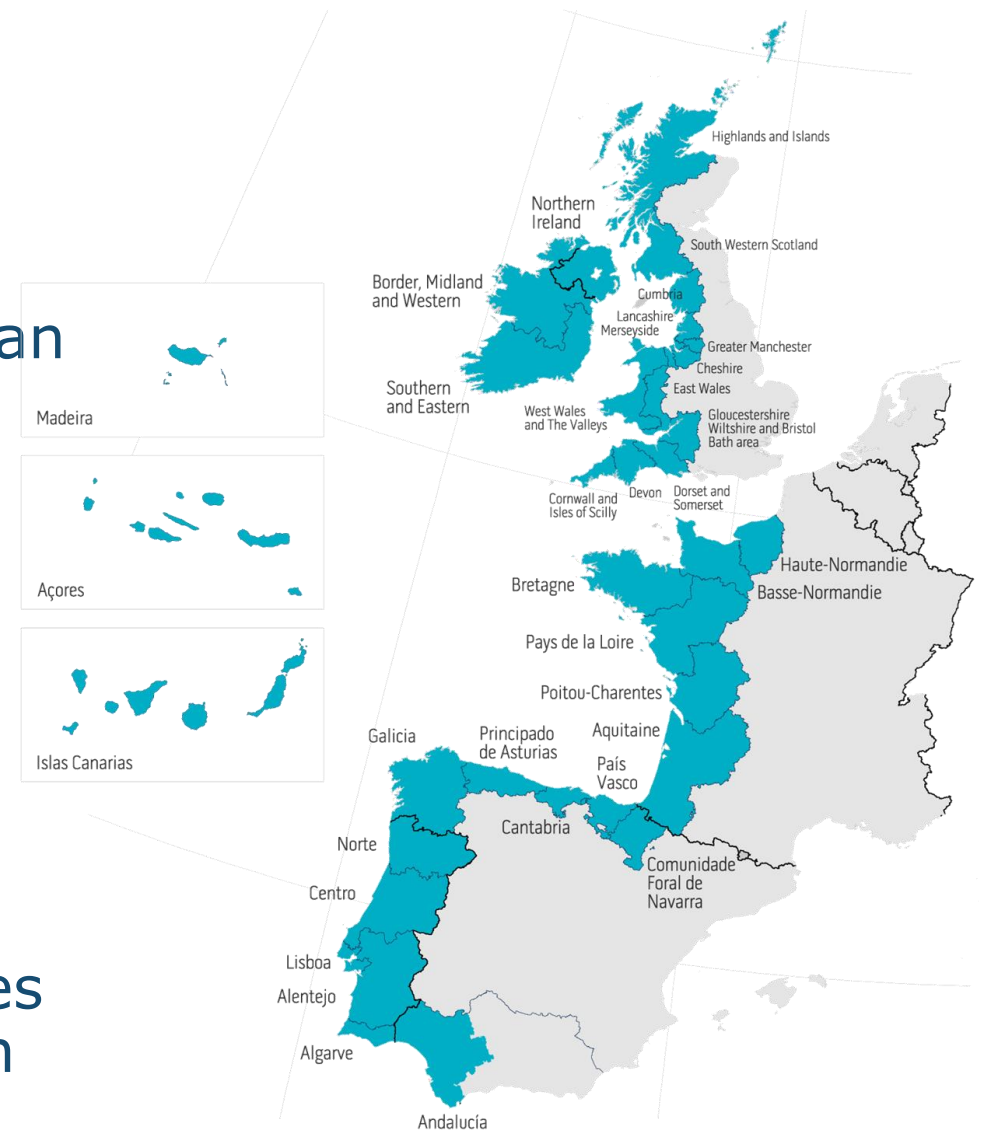 Highlands and Islands
Northern
Ireland
South Western Scotland
Border, Midland
and Western
Cumbria
Lancashire
Merseyside
an
Greater Manchester
Cheshire
East Wales
Southern
and Eastern
West Wales
and The Valleys
Gloucestershire
Wiltshire and Bristol
Bath area
Madeira
Cornwall and
Isles of Scilly
Devon
Dorset and
Somerset
Haute-Normandie
Basse-Normandie
Bretagne
Açores
Pays de la Loire
Poitou-Charentes
Aquitaine
Galicia
Principado
de Asturias
País
Vasco
Islas Canarias
Cantabria
Norte
Comunidade
Foral de
Navarra
Centro
Lisboa
Alentejo
es
n
Algarve
Andalucía